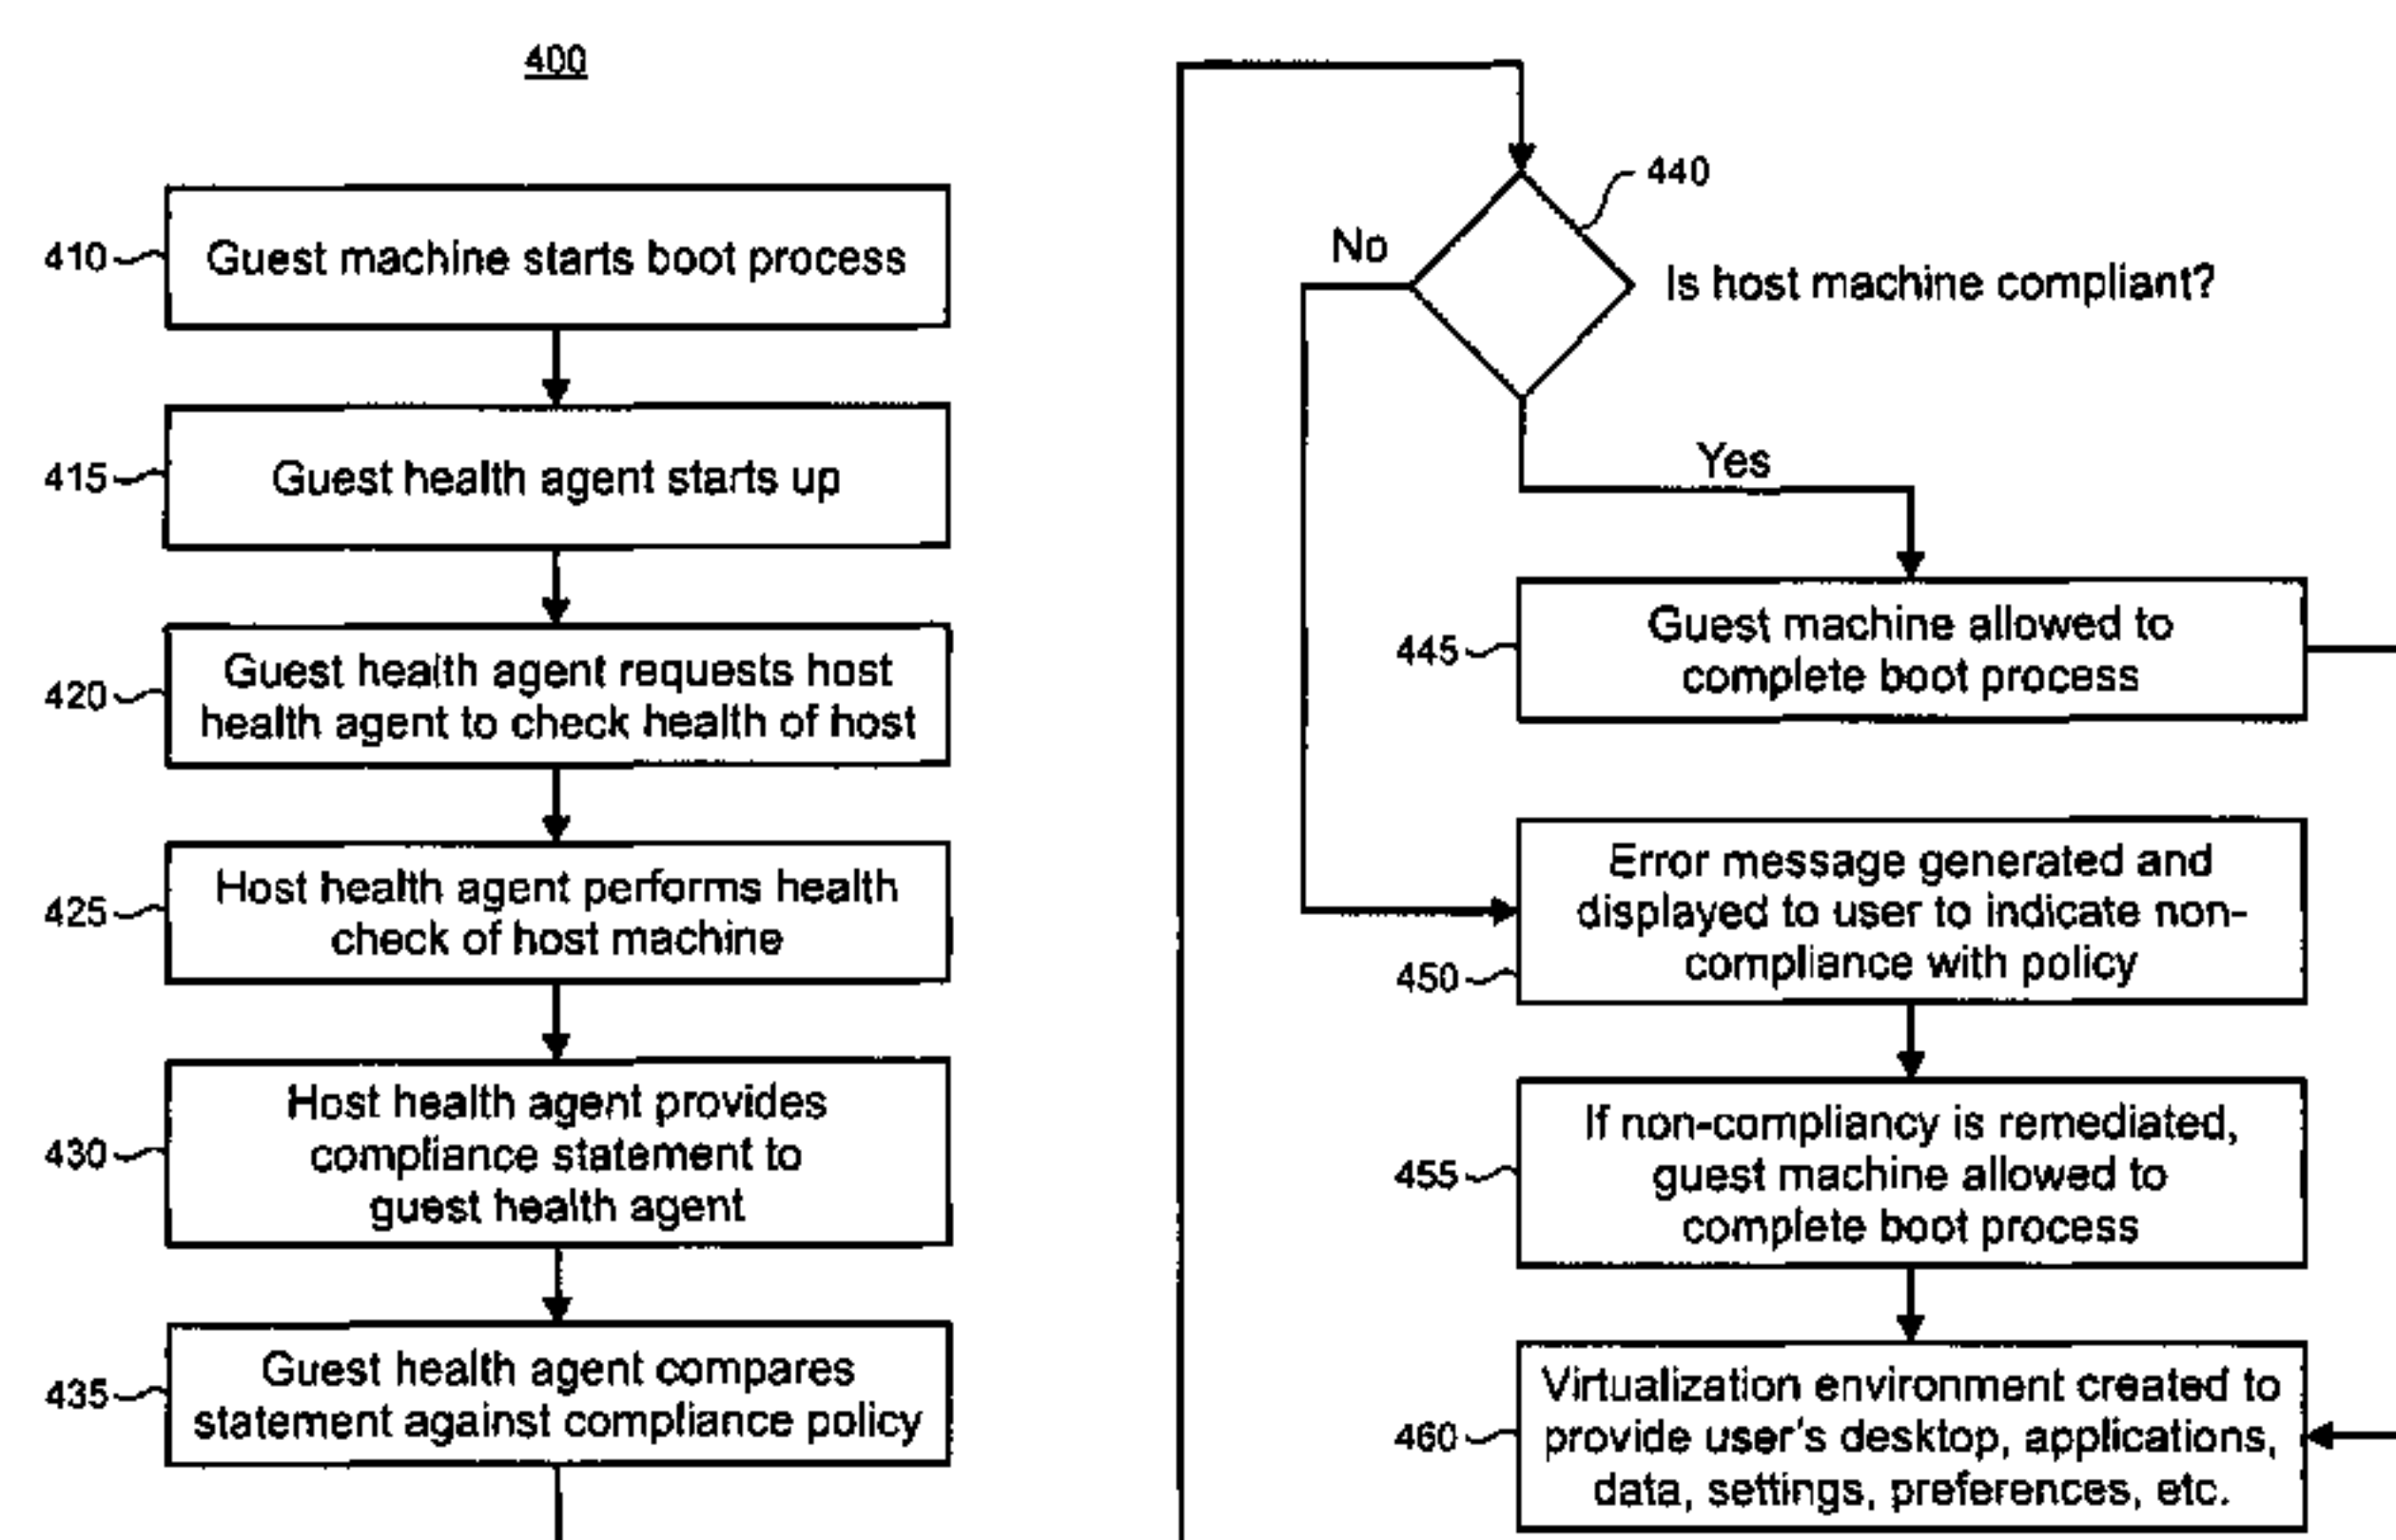 400
410
Guest machine starts boot process
415
Guest health agent starts up
420
Guest health agent requests host
health agent to check health of host
425
Host health agent performs health
check of host machine
430
Host health agent provides
compliance statement to
guest health agent
435
Guest health agent compares
statement against compliance policy
440
No
Is host machine compliant?
Yes
445
Guest machine allowed to
complete boot process
450
Error message generated and
displayed to user to indicate non-
compliance with policy
455
If non-compliancy is remediated,
guest machine allowed to
complete boot process
460
Virtualization environment created to
provide user's desktop, applications,
data, settings, preferences, etc.